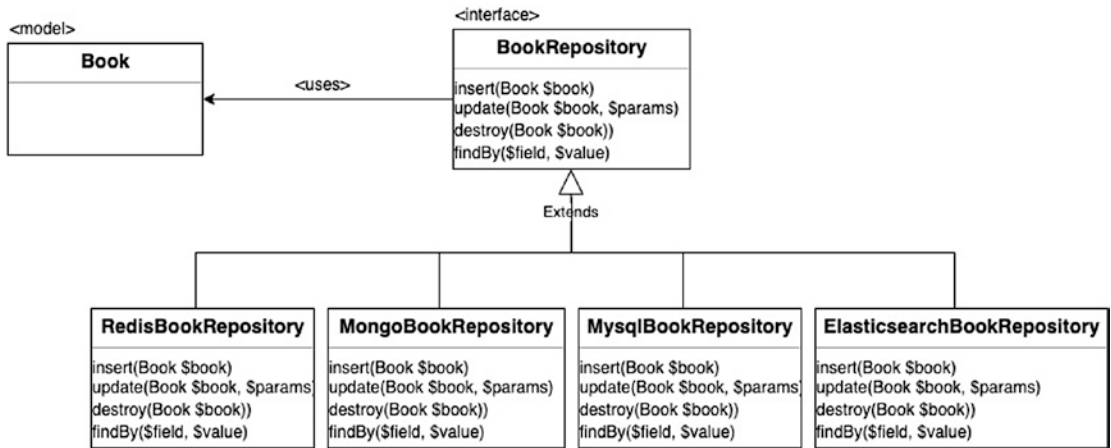 <model>
Book
<uses>
<interface>
BookRepository
insert(Book $book)
update(Book $book, $params)
destroy(Book $book))
findBy($field, $value)
Extends
RedisBookRepository
insert(Book $book)
update(Book $book, $params)
destroy(Book $book))
findBy($field, $value)
MongoBookRepository
insert(Book $book)
update(Book $book, $params)
destroy(Book $book))
findBy($field, $value)
MysqlBookRepository
insert(Book $book)
update(Book $book, $params)
destroy(Book $book))
findBy($field, $value)
ElasticsearchBookRepository
insert(Book $book)
update(Book $book, $params)
destroy(Book $book))
findBy($field, $value)